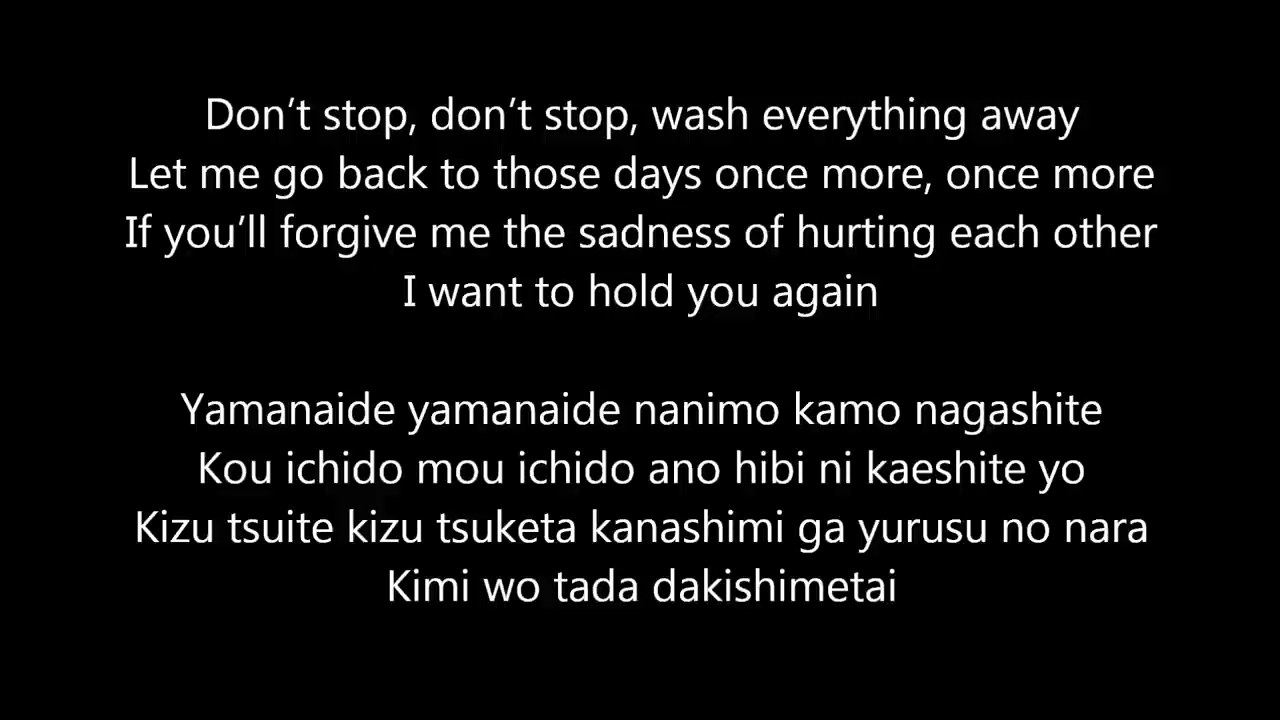 Don’t stop, don’t stop, wash everything away
Let me go back to those days once more, once more
If you’ll forgive me the sadness of hurting each other
I want to hold you again
Yamanaide yamanaide nanimo kamo nagashite
Kou ichido mou ichido ano hibi ni kaeshite yo
Kizu tsuite kizu tsuketa kanashimi ga yurusu no nara
Kimi wo tada dakishimetai